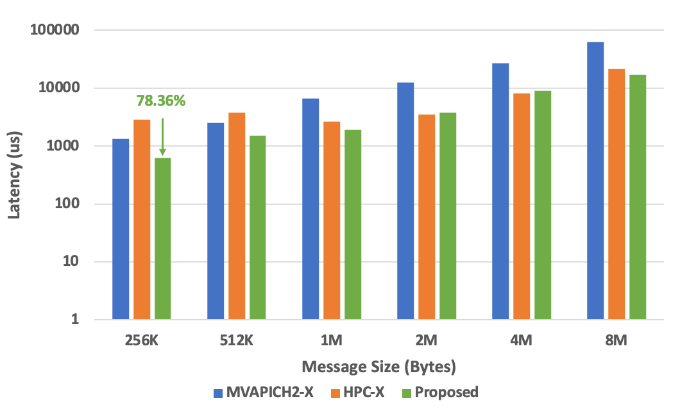 100000
10000
1000
100
10
1
Latency (us)
78.36%
256K 512K 1M 2M 4M 8M
Message Size (Bytes)
MVAPICH2-X HPC-X Proposed